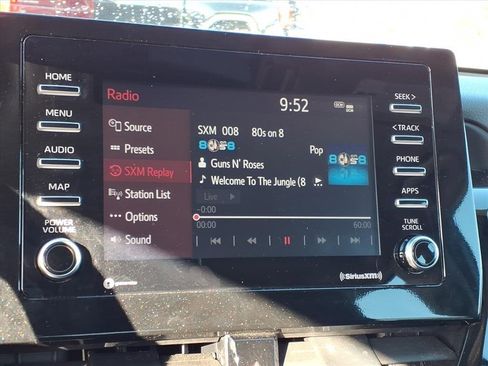 HOME
MENU
AUDIO
MAP
POWER
VOLUME
Radio
9:52
Source
Presets
SXM Replay
Station List
Options
Sound
SXM 008 80s on 8
Pop
Guns N' Roses
Welcome To The Jungle (8
Live
-0:00
00:00 60:00
SEEK >
< TRACK
PHONE
APPS
TUNE
SCROLL
((SiriusXM))